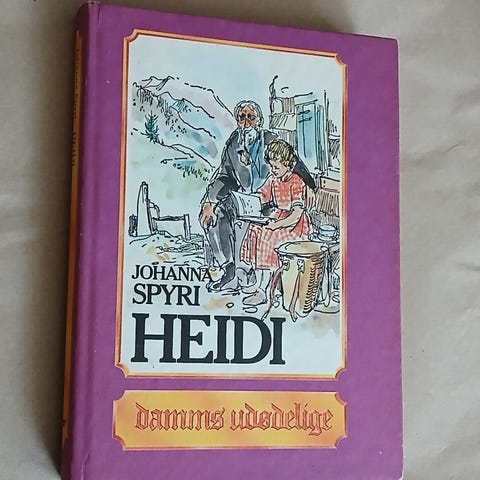 JOHANNA
SPYRI
HEIDI
damms udødelige